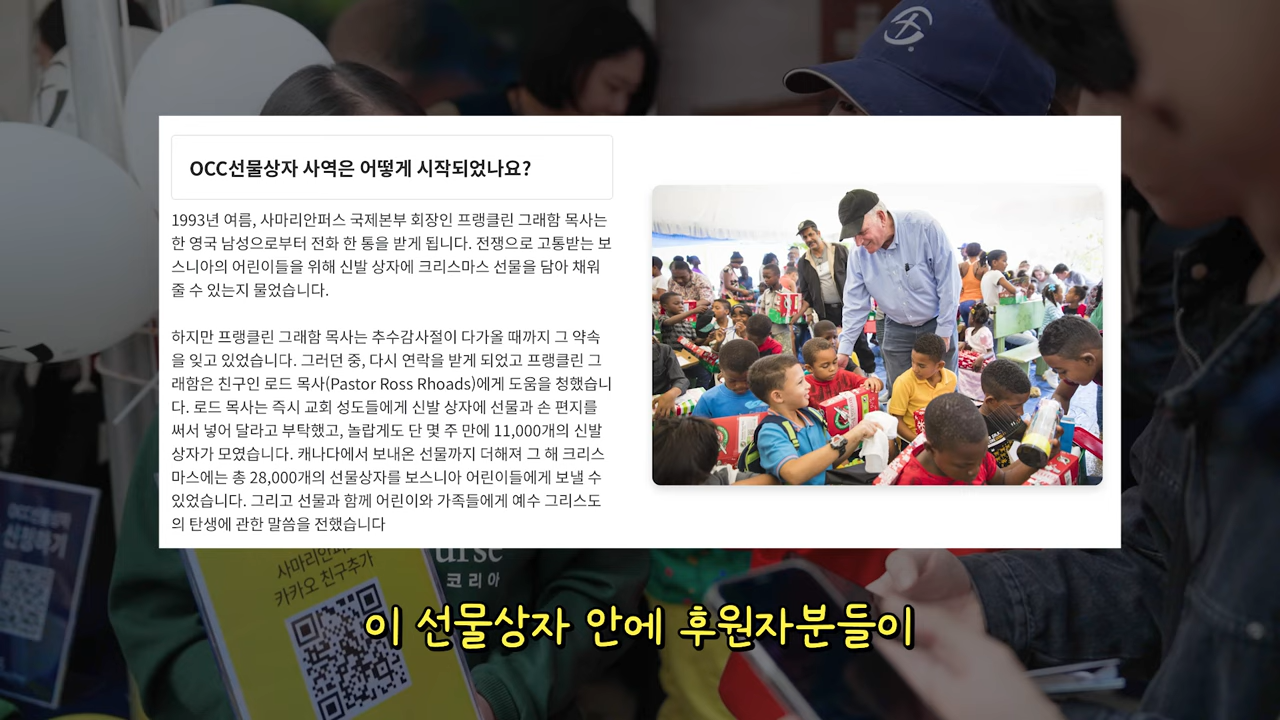 OCC선물상자 사역은 어떻게 시작되었나요?
1993년 여름, 사마리안퍼스 국제본부 회장인 프랭클린 그래함 목사는
한 영국 남성으로부터 전화 한 통을 받게 됩니다. 전쟁으로 고통받는 보
스니아의 어린이들을 위해 신발 상자에 크리스마스 선물을 담아 채워
줄 수 있는지 물었습니다.
하지만 프랭클린 그래함 목사는 추수감사절이 다가올 때까지 그 약속
을 잊고 있었습니다. 그러던 중, 다시 연락을 받게 되었고 프랭클린 그
래함은 친구인 로드 목사(Pastor Ross Rhoads)에게 도움을 청했습니
다. 로드 목사는 즉시 교회 성도들에게 신발 상자에 선물과 손 편지를
써서 넣어 달라고 부탁했고, 놀랍게도 단 몇 주 만에 11,000개의 신발
상자가 모였습니다. 캐나다에서 보내온 선물까지 더해져 그 해 크리스
마스에는 총 28,000개의 선물상자를 보스니아 어린이들에게 보낼 수
있었습니다. 그리고 선물과 함께 어린이와 가족들에게 예수 그리스도
의 탄생에 관한 말씀을 전했습니다
OCC선물상자
신청하기
사마리안퍼
카카오 친구추가
urse
코리아
이 선물상자 안에 후원자분들이